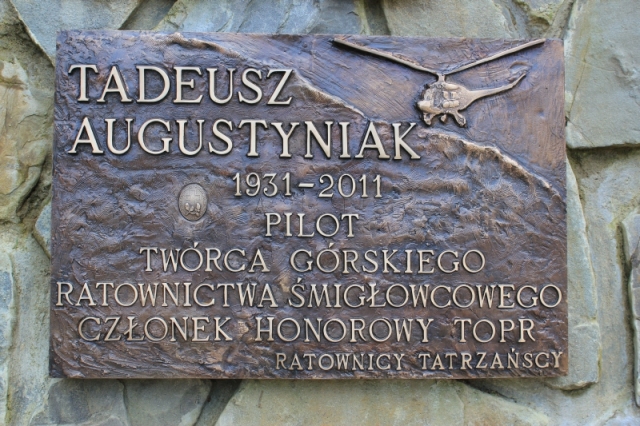 TADEUSZ
AUGUSTYNIAK
1931-2011
PILOT
TWÓRCA GÓRSKIEGO
RATOWNICTWA ŚMIGŁOWCOWEGO
CZŁONEK HONOROWY TOPR
RATOWNICY TATRZAŃSCY